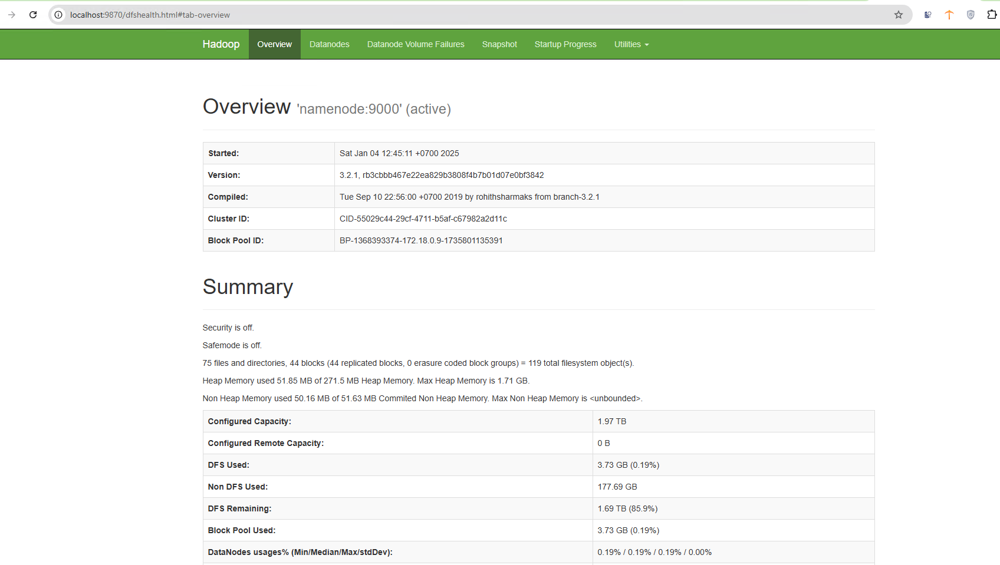 localhost:9870/dfshealth.html#tab-overview
Hadoop Overview Datanodes Datanode Volume Failures Snapshot Startup Progress Utilities
Overview 'namenode:9000' (active)
Started: Sat Jan 04 12:45:11 +0700 2025
Version: 3.2.1, rb3cbbb467e22ea829b3808f4b7b01d07e0bf3842
Compiled: Tue Sep 10 22:56:00 +0700 2019 by rohithsharmaks from branch-3.2.1
Cluster ID: CID-55029c44-29cf-4711-b5af-c67982a2d11c
Block Pool ID: BP-1368393374-172.18.0.9-1735801135391
Summary
Security is off.
Safemode is off.
75 files and directories, 44 blocks (44 replicated blocks, 0 erasure coded block groups) = 119 total filesystem object(s).
Heap Memory used 51.85 MB of 271.5 MB Heap Memory. Max Heap Memory is 1.71 GB.
Non Heap Memory used 50.16 MB of 51.63 MB Commited Non Heap Memory. Max Non Heap Memory is <unbounded>.
Configured Capacity: 1.97 TB
Configured Remote Capacity: 0 B
DFS Used: 3.73 GB (0.19%)
Non DFS Used: 177.69 GB
DFS Remaining: 1.69 TB (85.9%)
Block Pool Used: 3.73 GB (0.19%)
DataNodes usages% (Min/Median/Max/stdDev): 0.19% / 0.19% / 0.19% / 0.00%